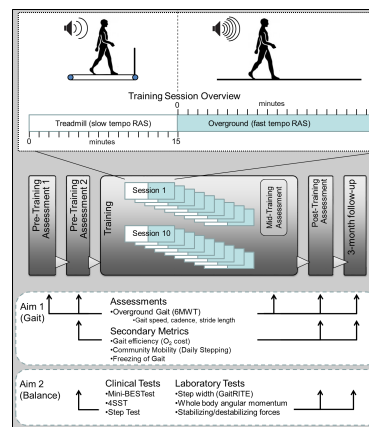 Training Session Overview
0
minutes
Treadmill (slow tempo RAS)
Overground (fast tempo RAS)
0
minutes
15
Pre-Training
Assessment 1
Pre-Training
Assessment 2
Training
Session 1
Session 10
Mid-Training
Assessment
Post-Training
Assessment
3-month follow-up
Aim 1
(Gait)
Assessments
•Overground Gait (6MWT)
•Gait speed, cadence, stride length
Secondary Metrics
•Gait efficiency (O2 cost)
•Community Mobility (Daily Stepping)
•Freezing of Gait
Aim 2
(Balance)
Clinical Tests
•Mini-BESTest
•4SST
•Step Test
Laboratory Tests
•Step width (GaitRITE)
•Whole body angular momentum
•Stabilizing/destabilizing forces